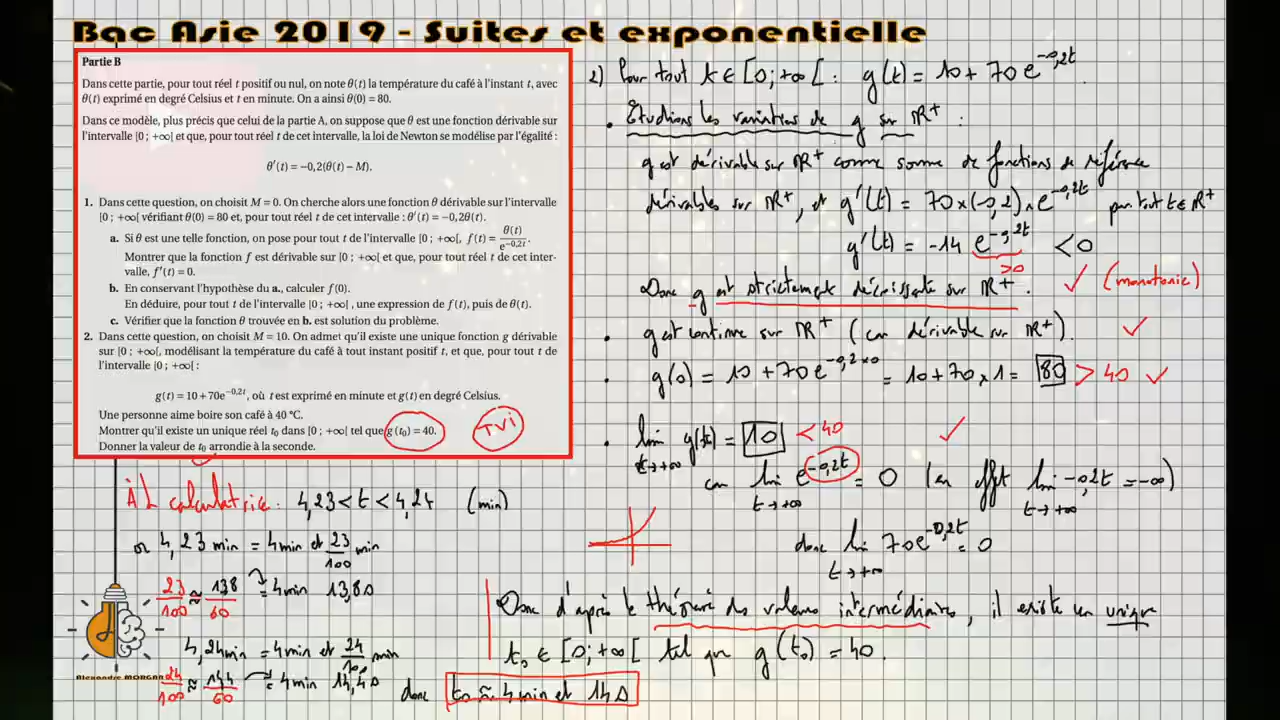 Bac Asie 2019 - Suites et exponentielle
Partie B
Dans cette partie, pour tout réel t positif ou nul, on note θ(t) la température du café à l'instant t, avec
θ(t) exprimé en degré Celsius et t en minute. On a ainsi θ(0) = 80.
Dans ce modèle, plus précis que celui de la partie A, on suppose que θ est une fonction dérivable sur
l'intervalle [0 ; +∞[ et que, pour tout réel t de cet intervalle, la loi de Newton se modélise par l'égalité :
θ′(t) = −0,2(θ(t) − M).
1. Dans cette question, on choisit M = 0. On cherche alors une fonction θ dérivable sur l'intervalle
[0 ; +∞[ vérifiant θ(0) = 80 et, pour tout réel t de cet intervalle : θ′(t) = −0,2θ(t).
a. Si θ est une telle fonction, on pose pour tout t de l'intervalle [0 ; +∞[, f(t) = θ(t)/e^{−0,2t}.
Montrer que la fonction f est dérivable sur [0 ; +∞[ et que, pour tout réel t de cet inter-
valle, f′(t) = 0.
b. En conservant l'hypothèse du a., calculer f(0).
En déduire, pour tout t de l'intervalle [0 ; +∞[ , une expression de f(t), puis de θ(t).
c. Vérifier que la fonction θ trouvée en b. est solution du problème.
2. Dans cette question, on choisit M = 10. On admet qu'il existe une unique fonction g dérivable
sur [0 ; +∞[, modélisant la température du café à tout instant positif t, et que, pour tout t de
l'intervalle [0 ; +∞[ :
g(t) = 10 + 70e^{−0,2t}, où t est exprimé en minute et g(t) en degré Celsius.
Une personne aime boire son café à 40 °C.
Montrer qu'il existe un unique réel t₀ dans [0 ; +∞[ tel que g(t₀) = 40.
TVI
Donner la valeur de t₀ arrondie à la seconde.
À la calculatrice : 4,23 < t < 4,24 (min)
or 4,23 min = 4 min et 23/100 min
23/100 ≈ 13,8/60 = 4 min 13,8 s
4,24 min = 4 min et 24/100 min
24/100 ≈ 14,4/60 = 4 min 14,4 s donc t₀ ≈ 4 min et 14 s
Alexandre MORGAN
2) Pour tout t ∈ [0 ; +∞[ : g(t) = 10 + 70 e^{−0,2t}.
• Étudions les variations de g sur ℝ⁺ :
g est dérivable sur ℝ⁺ comme somme de fonctions de référence
dérivables sur ℝ⁺, et g′(t) = 70 × (−0,2) × e^{−0,2t} pour tout t ∈ ℝ⁺
g′(t) = −14 e^{−0,2t} < 0
>0
Donc g est strictement décroissante sur ℝ⁺. ✓ (monotonie)
• g est continue sur ℝ⁺ (car dérivable sur ℝ⁺). ✓
• g(0) = 10 + 70 e^{−0,2×0} = 10 + 70 × 1 = 80 > 40 ✓
• lim g(t) = 10 < 40 ✓
t→+∞
car lim e^{−0,2t} = 0 (en effet lim −0,2t = −∞)
t→+∞ t→+∞
donc lim 70e^{−0,2t} = 0
t→+∞
Donc d'après le théorème des valeurs intermédiaires, il existe un unique
t₀ ∈ [0 ; +∞[ tel que g(t₀) = 40.